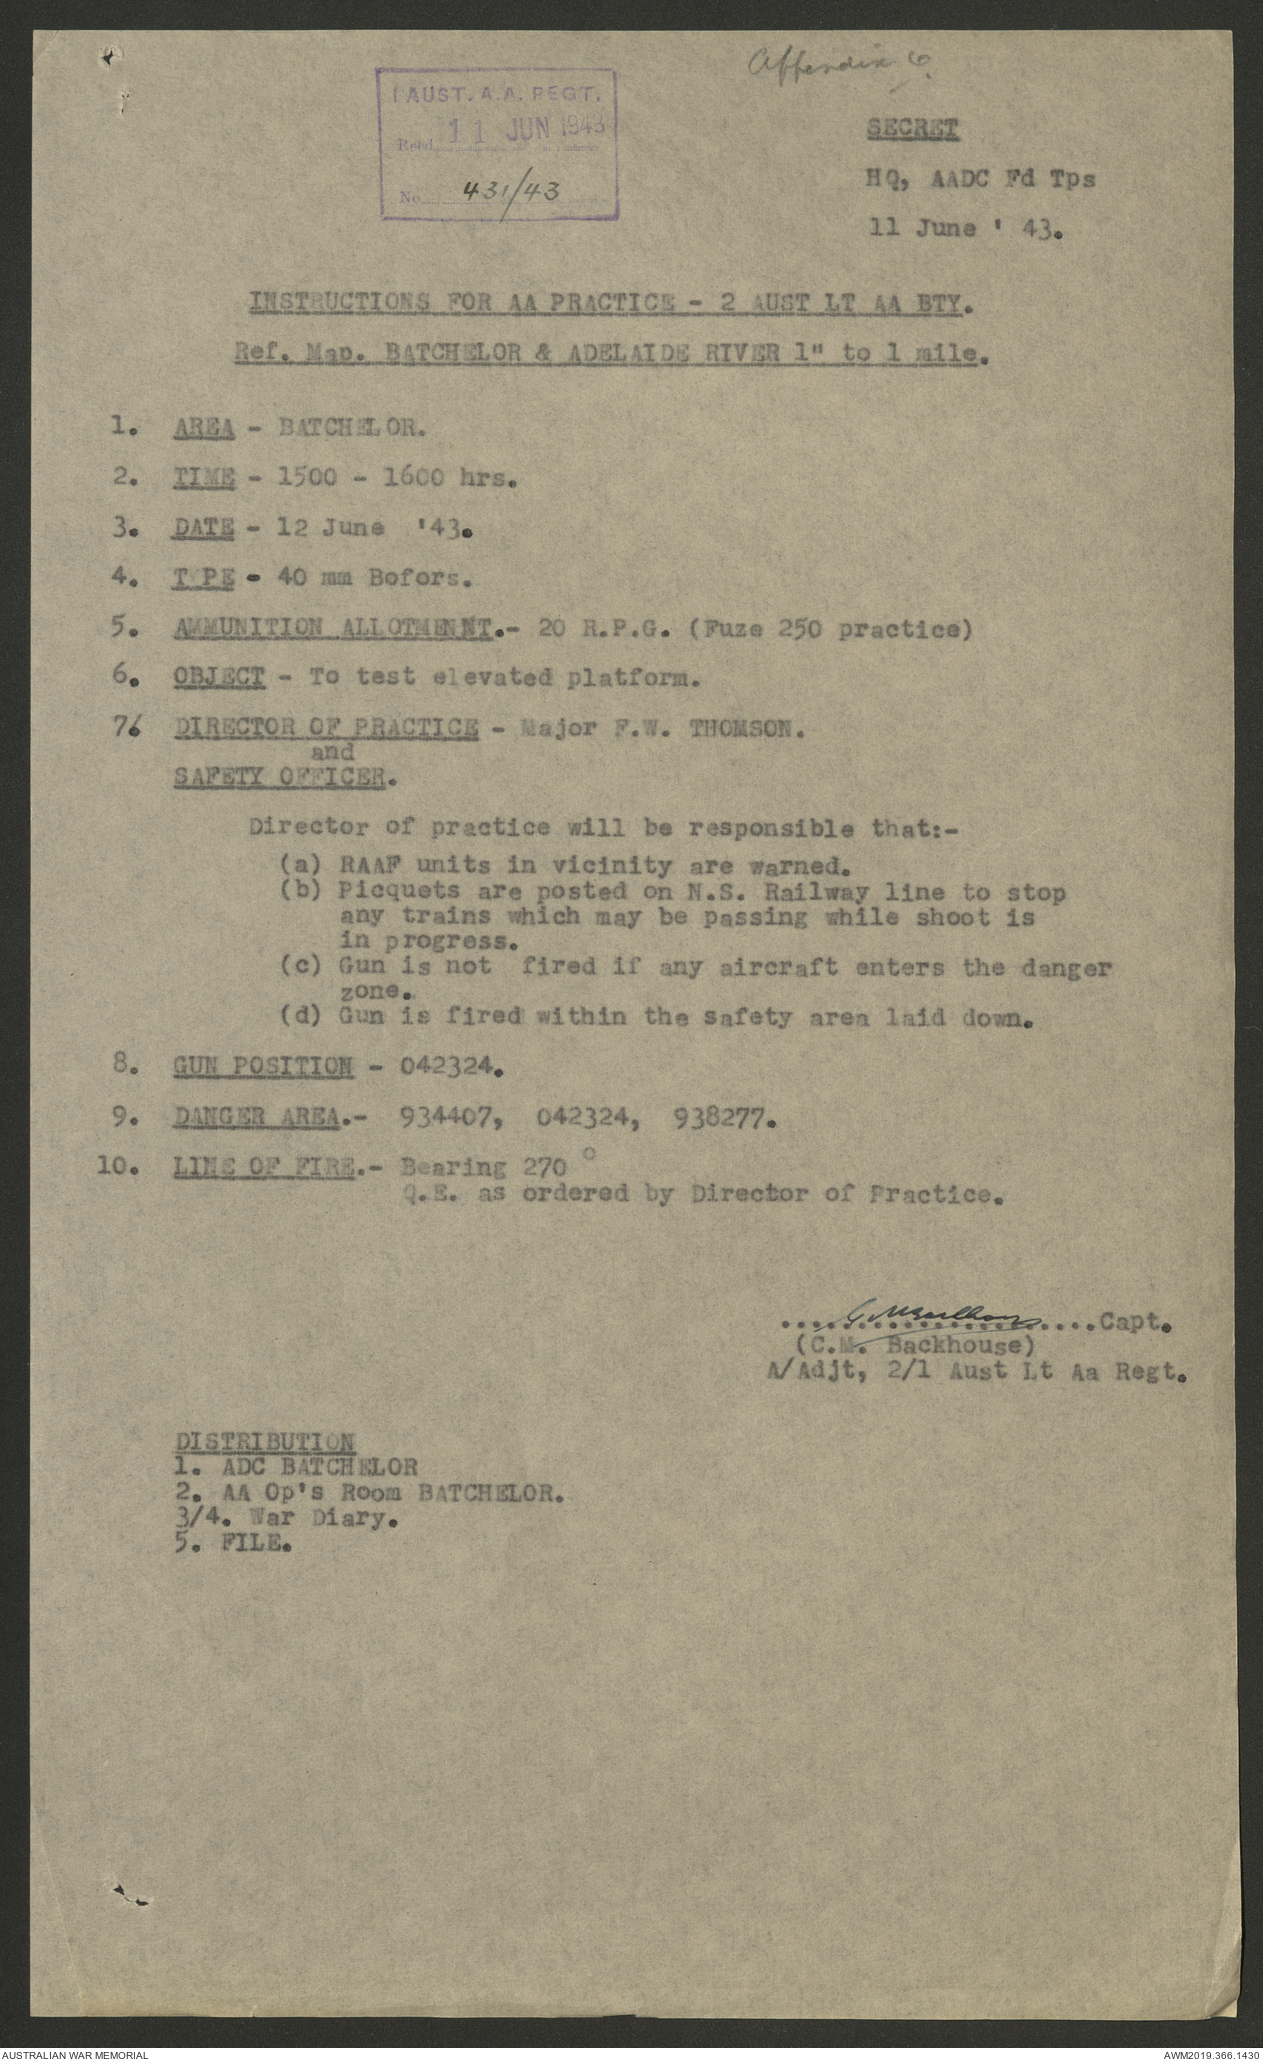 Appendix 6.
1 AUST. A.A. REGT.
Recd. 11 JUN 1943
No. 431/43
SECRET
HQ, AADC Fd Tps
11 June ' 43.
INSTRUCTIONS FOR AA PRACTICE - 2 AUST LT AA BTY.
Ref. Map. BATCHELOR & ADELAIDE RIVER 1" to 1 mile.
1. AREA - BATCHELOR.
2. TIME - 1500 - 1600 hrs.
3. DATE - 12 June '43.
4. TYPE - 40 mm Bofors.
5. AMMUNITION ALLOTMENNT.- 20 R.P.G. (Fuze 250 practice)
6. OBJECT - To test elevated platform.
76 DIRECTOR OF PRACTICE - Major F.W. THOMSON.
and
SAFETY OFFICER.
Director of practice will be responsible that:-
(a) RAAF units in vicinity are warned.
(b) Picquets are posted on N.S. Railway line to stop
any trains which may be passing while shoot is
in progress.
(c) Gun is not fired if any aircraft enters the danger
zone.
(d) Gun is fired within the safety area laid down.
8. GUN POSITION - 042324.
9. DANGER AREA.- 934407, 042324, 938277.
10. LINE OF FIRE.- Bearing 270 °
Q.E. as ordered by Director of Practice.
C. M Backhouse ....Capt.
(C.M. Backhouse)
A/Adjt, 2/1 Aust Lt Aa Regt.
DISTRIBUTION
1. ADC BATCHELOR
2. AA Op's Room BATCHELOR.
3/4. War Diary.
5. FILE.
AUSTRALIAN WAR MEMORIAL
AWM2019.366.1430